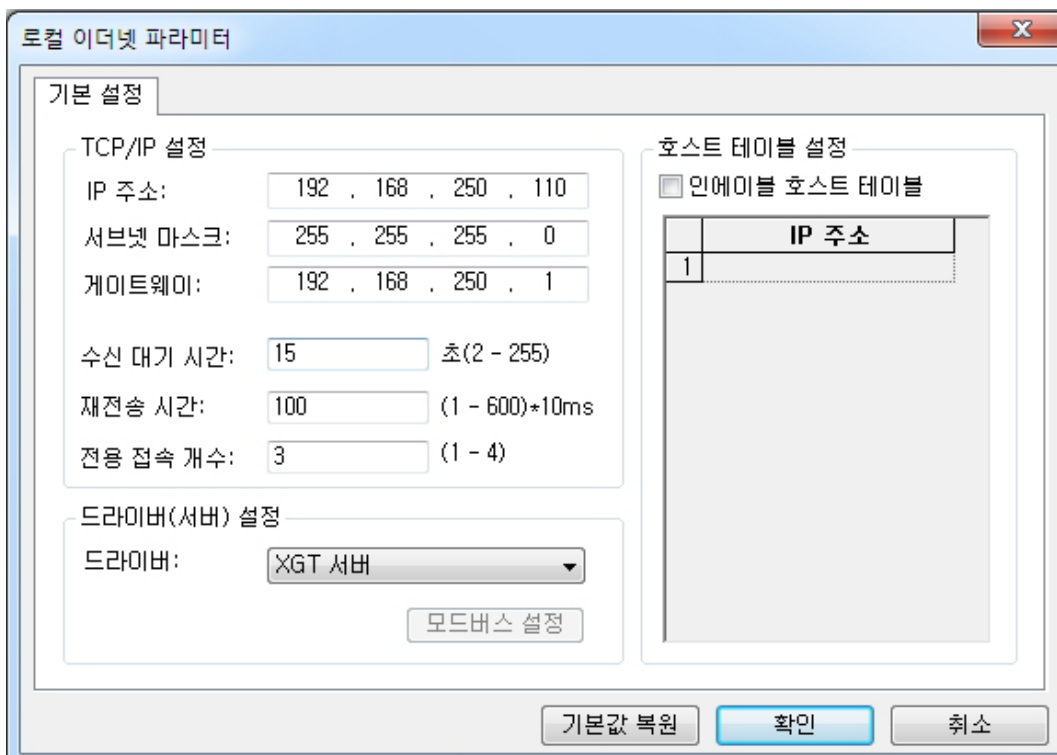 로컬 이더넷 파라미터
기본 설정
TCP/IP 설정
IP 주소: 192 . 168 . 250 . 110
서브넷 마스크: 255 . 255 . 255 . 0
게이트웨이: 192 . 168 . 250 . 1
수신 대기 시간: 15 초(2 - 255)
재전송 시간: 100 (1 - 600)*10ms
전용 접속 개수: 3 (1 - 4)
드라이버(서버) 설정
드라이버: XGT 서버
모드버스 설정
호스트 테이블 설정
인에이블 호스트 테이블
IP 주소
1
기본값 복원 확인 취소